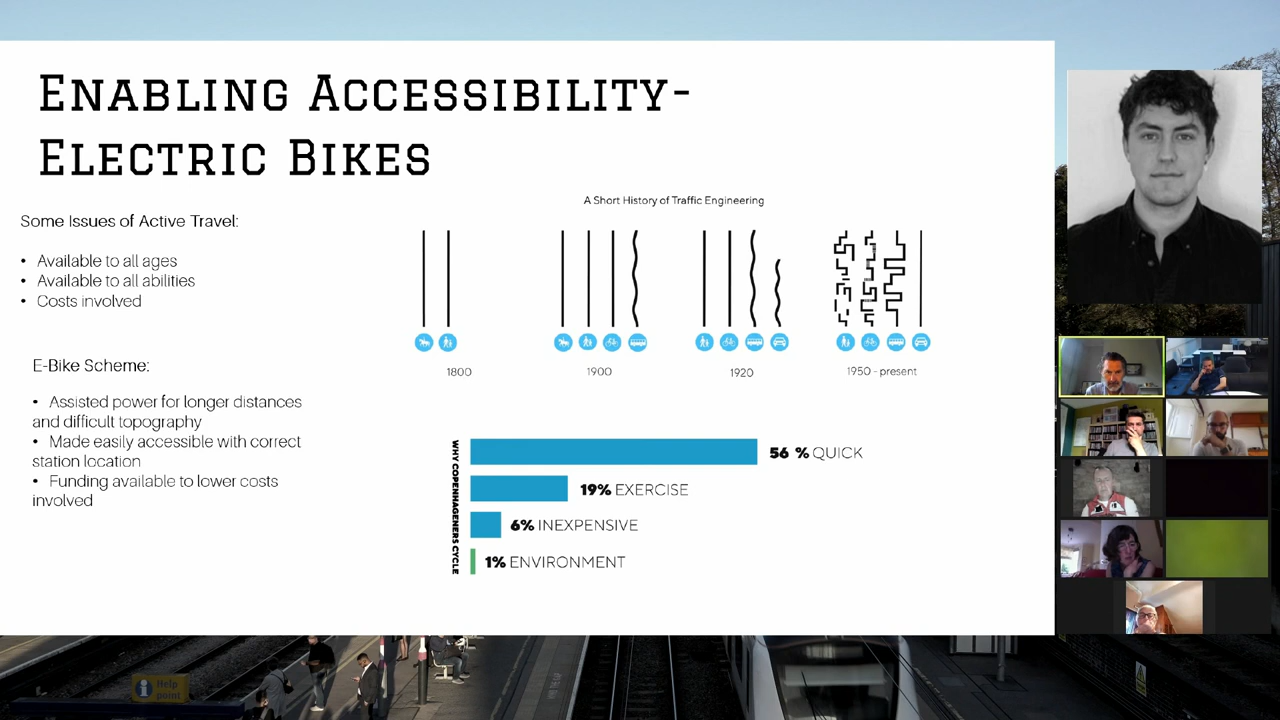 Enabling Accessibility-
Electric Bikes
Some Issues of Active Travel:
• Available to all ages
• Available to all abilities
• Costs involved
E-Bike Scheme:
• Assisted power for longer distances
and difficult topography
• Made easily accessible with correct
station location
• Funding available to lower costs
involved
A Short History of Traffic Engineering
1800
1900
1920
1950 - present
WHY COPENHAGENERS CYCLE
56 % QUICK
19% EXERCISE
6% INEXPENSIVE
1% ENVIRONMENT
Help
point